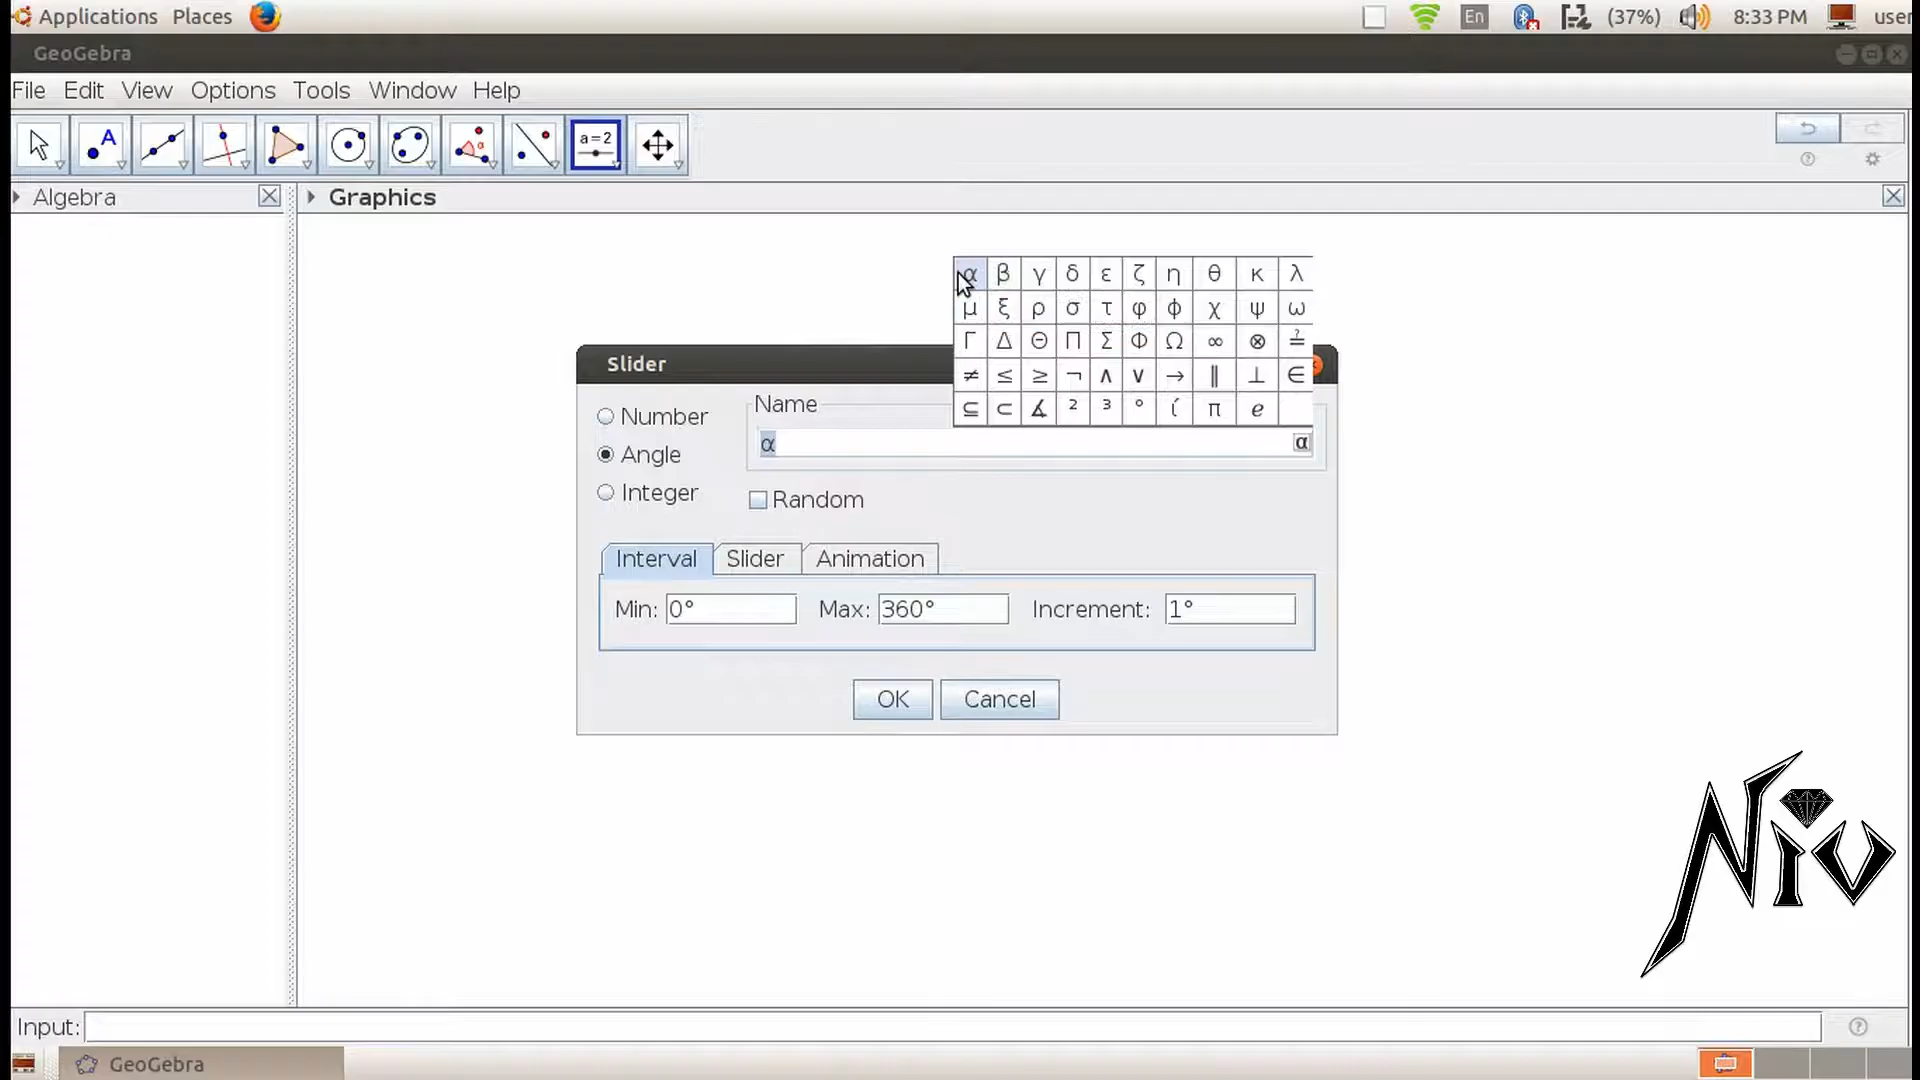 Applications Places En (37%) 8:33 PM user
GeoGebra
File Edit View Options Tools Window Help
A α a=2
Algebra Graphics
α β γ δ ε ζ η θ κ λ
μ ξ ρ σ τ φ ϕ χ ψ ω
Γ Δ Θ Π Σ Φ Ω ∞ ⊗ ≟
≠ ≤ ≥ ¬ ∧ ∨ → ∥ ⊥ ∈
⊆ ⊂ ∡ ² ³ ° ί π e
Slider
Name
Number
α α
Angle
Integer
Random
Interval Slider Animation
Min: 0° Max: 360° Increment: 1°
OK Cancel
Niv
Input:
GeoGebra